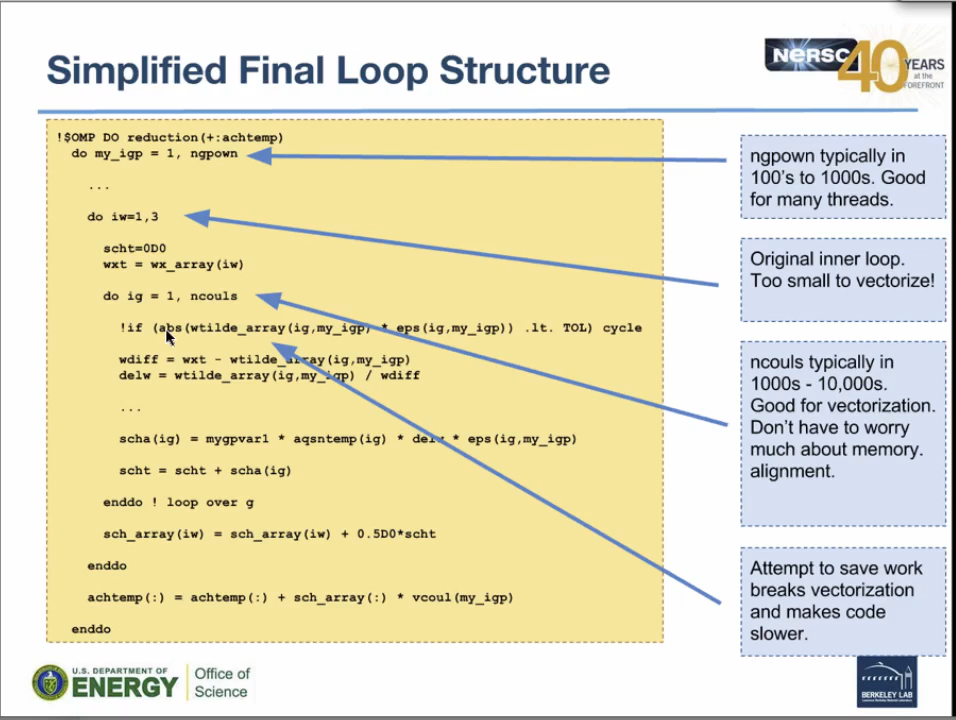 Simplified Final Loop Structure
NERSC
40
YEARS
at the
FOREFRONT
!$OMP DO reduction(+:achtemp)
do my_igp = 1, ngpown
...
do iw=1,3
scht=0D0
wxt = wx_array(iw)
do ig = 1, ncouls
!if (abs(wtilde_array(ig,my_igp) * eps(ig,my_igp)) .lt. TOL) cycle
wdiff = wxt - wtilde_array(ig,my_igp)
delw = wtilde_array(ig,my_igp) / wdiff
...
scha(ig) = mygpvar1 * aqsntemp(ig) * delw * eps(ig,my_igp)
scht = scht + scha(ig)
enddo ! loop over g
sch_array(iw) = sch_array(iw) + 0.5D0*scht
enddo
achtemp(:) = achtemp(:) + sch_array(:) * vcoul(my_igp)
enddo
ngpown typically in
100's to 1000s. Good
for many threads.
Original inner loop.
Too small to vectorize!
ncouls typically in
1000s - 10,000s.
Good for vectorization.
Don't have to worry
much about memory.
alignment.
Attempt to save work
breaks vectorization
and makes code
slower.
U.S. DEPARTMENT OF
ENERGY
Office of
Science
BERKELEY LAB